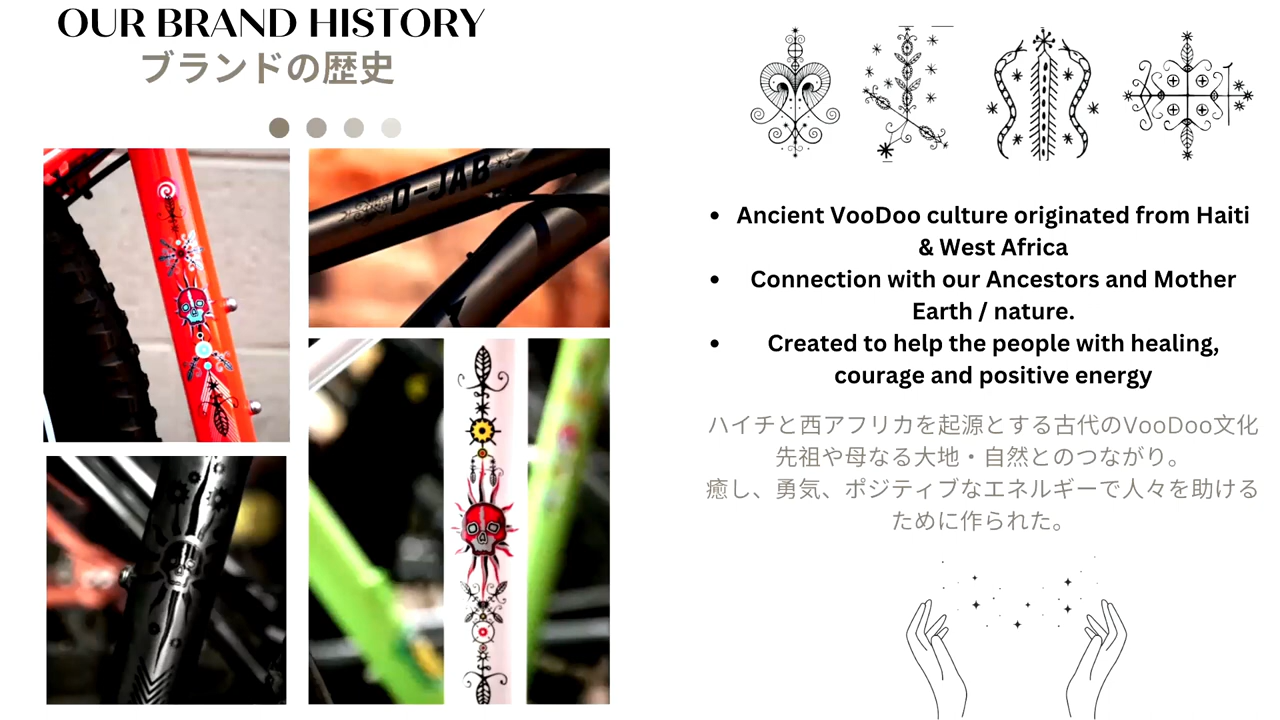 OUR BRAND HISTORY
ブランドの歴史
D-JAB
• Ancient VooDoo culture originated from Haiti
& West Africa
• Connection with our Ancestors and Mother
Earth / nature.
• Created to help the people with healing,
courage and positive energy
ハイチと西アフリカを起源とする古代のVooDoo文化
先祖や母なる大地・自然とのつながり。
癒し、勇気、ポジティブなエネルギーで人々を助ける
ために作られた。